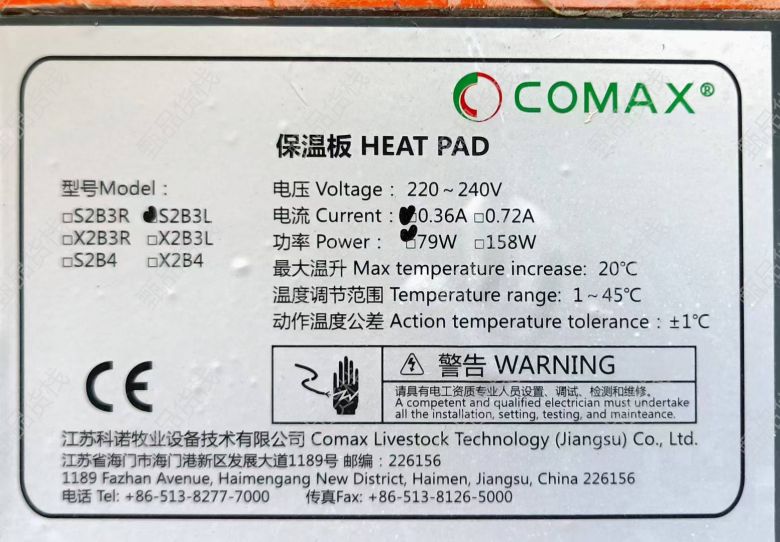 COMAX®
保温板 HEAT PAD
型号Model：
□S2B3R □S2B3L
□X2B3R □X2B3L
□S2B4 □X2B4
电压 Voltage： 220～240V
电流 Current： □0.36A □0.72A
功率 Power： □79W □158W
最大温升 Max temperature increase: 20℃
温度调节范围 Temperature range: 1～45℃
动作温度公差 Action temperature tolerance：±1℃
CE
警告 WARNING
请具有电工资质专业人员设置、调试、检测和维修。
A competent and qualified electrician must undertake
all the installation, setting, testing, and mainteance.
江苏科诺牧业设备技术有限公司 Comax Livestock Technology (Jiangsu) Co., Ltd.
江苏省海门市海门港新区发展大道1189号 邮编：226156
1189 Fazhan Avenue, Haimengang New District, Haimen, Jiangsu, China 226156
电话 Tel: +86-513-8277-7000 传真Fax: +86-513-8126-5000